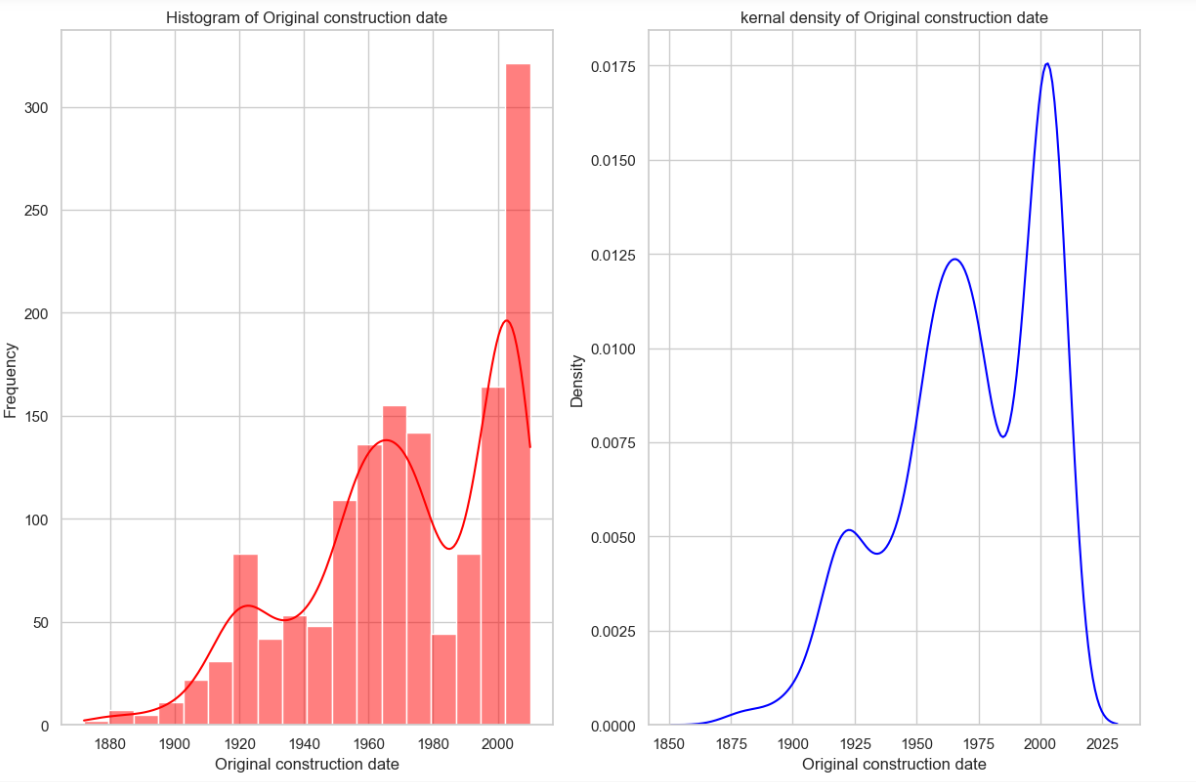 Histogram of Original construction date
Frequency
300
250
200
150
100
50
0
1880 1900 1920 1940 1960 1980 2000
Original construction date
kernal density of Original construction date
Density
0.0175
0.0150
0.0125
0.0100
0.0075
0.0050
0.0025
0.0000
1850 1875 1900 1925 1950 1975 2000 2025
Original construction date